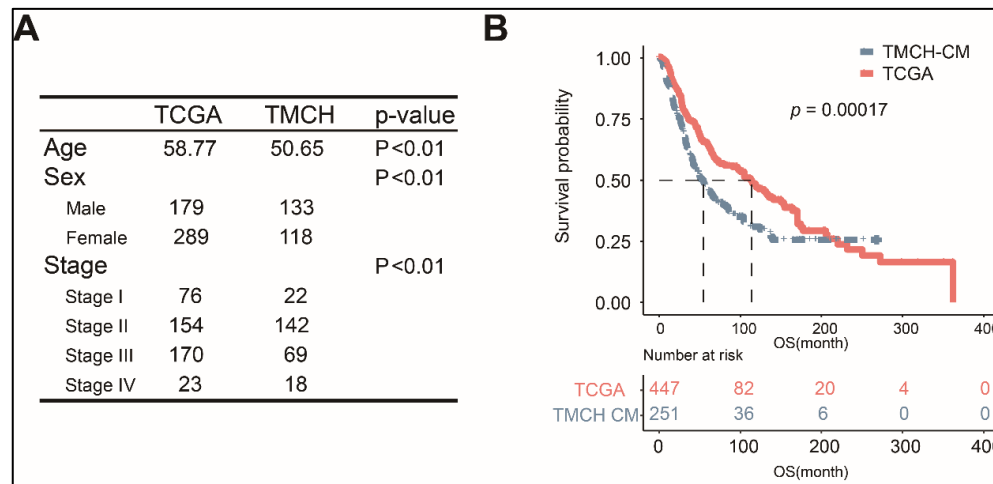 A
TCGA TMCH p-value
Age 58.77 50.65 P<0.01
Sex P<0.01
Male 179 133
Female 289 118
Stage P<0.01
Stage I 76 22
Stage II 154 142
Stage III 170 69
Stage IV 23 18
B
TMCH-CM
TCGA
p = 0.00017
Survival probability
1.00
0.75
0.50
0.25
0.00
0 100 200 300 400
OS(month)
Number at risk
TCGA 447 82 20 4 0
TMCH CM 251 36 6 0 0
0 100 200 300 400
OS(month)